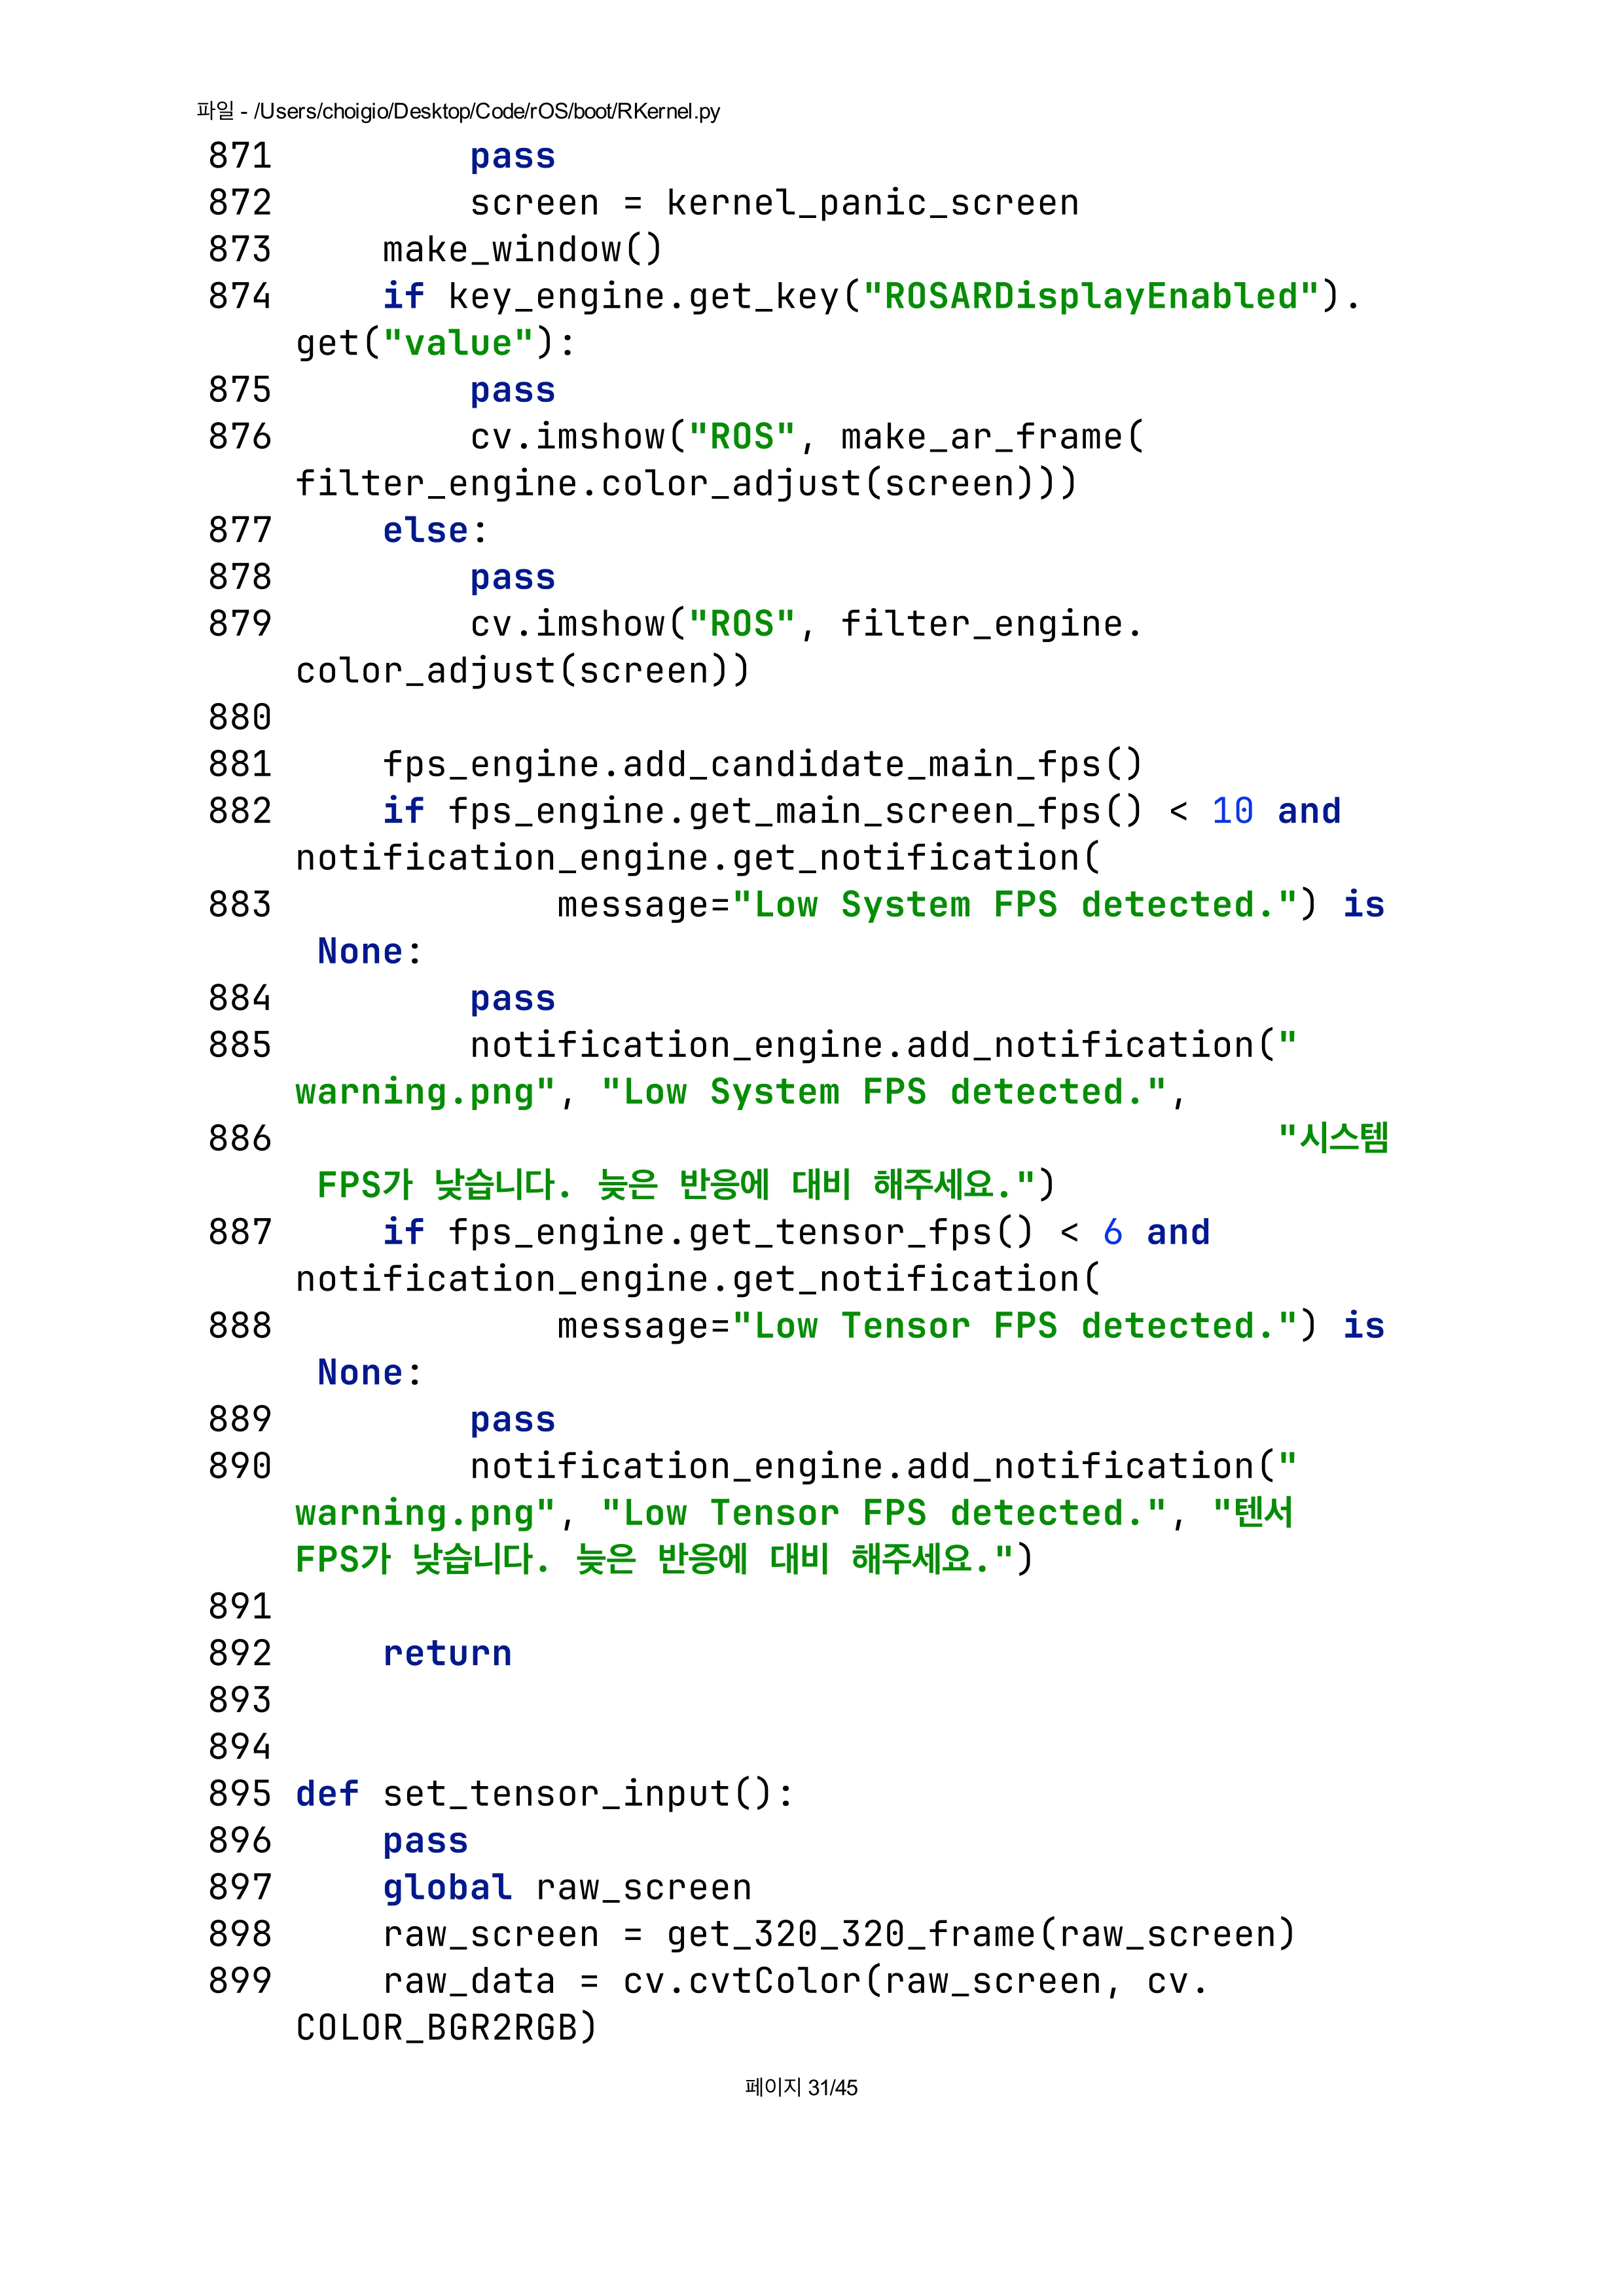 파일 - /Users/choigio/Desktop/Code/rOS/boot/RKernel.py
871         pass
872         screen = kernel_panic_screen
873     make_window()
874     if key_engine.get_key("ROSARDisplayEnabled").
get("value"):
875         pass
876         cv.imshow("ROS", make_ar_frame(
filter_engine.color_adjust(screen)))
877     else:
878         pass
879         cv.imshow("ROS", filter_engine.
color_adjust(screen))
880
881     fps_engine.add_candidate_main_fps()
882     if fps_engine.get_main_screen_fps() < 10 and
notification_engine.get_notification(
883             message="Low System FPS detected.") is
 None:
884         pass
885         notification_engine.add_notification("
warning.png", "Low System FPS detected.",
886                                              "시스템
 FPS가 낮습니다. 늦은 반응에 대비 해주세요.")
887     if fps_engine.get_tensor_fps() < 6 and
notification_engine.get_notification(
888             message="Low Tensor FPS detected.") is
 None:
889         pass
890         notification_engine.add_notification("
warning.png", "Low Tensor FPS detected.", "텐서
FPS가 낮습니다. 늦은 반응에 대비 해주세요.")
891
892     return
893
894
895 def set_tensor_input():
896     pass
897     global raw_screen
898     raw_screen = get_320_320_frame(raw_screen)
899     raw_data = cv.cvtColor(raw_screen, cv.
COLOR_BGR2RGB)
페이지 31/45